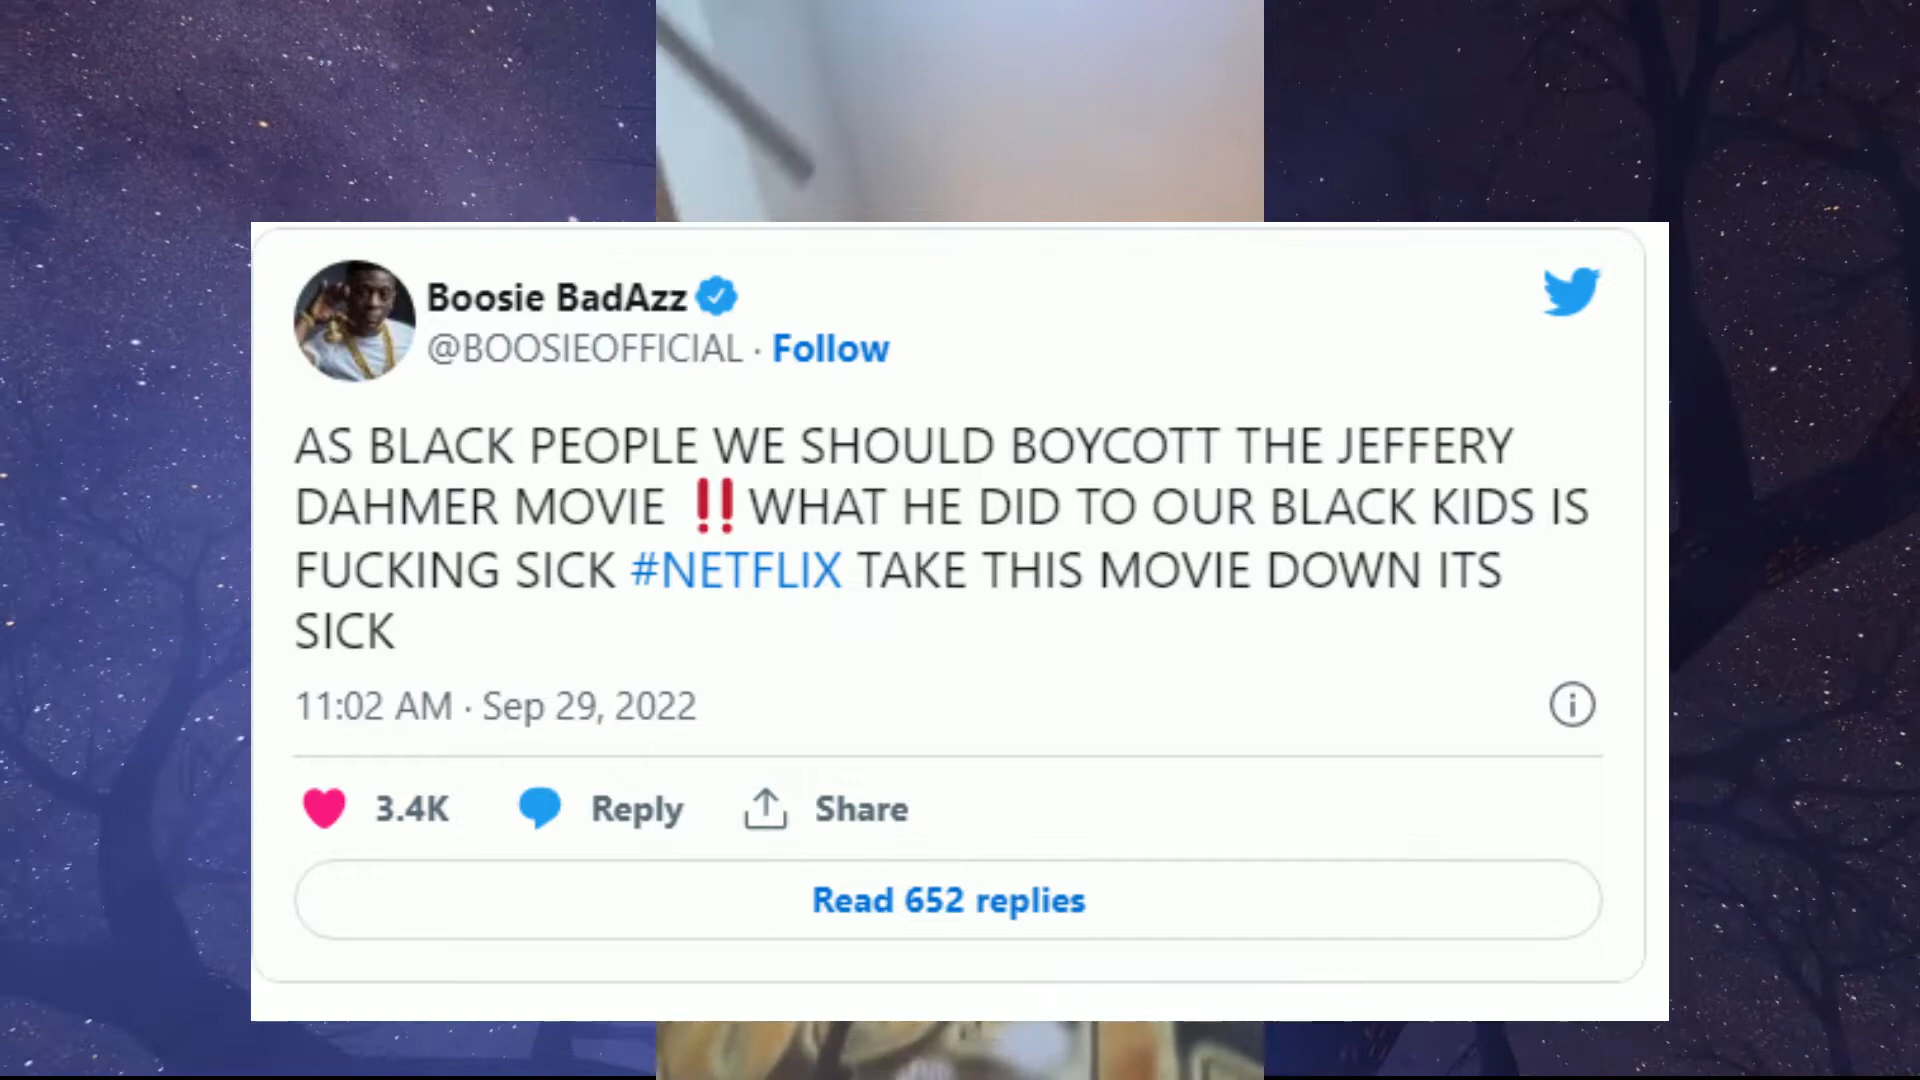 Boosie BadAzz
@BOOSIEOFFICIAL · Follow
AS BLACK PEOPLE WE SHOULD BOYCOTT THE JEFFERY
DAHMER MOVIE ‼️WHAT HE DID TO OUR BLACK KIDS IS
FUCKING SICK #NETFLIX TAKE THIS MOVIE DOWN ITS
SICK
11:02 AM · Sep 29, 2022
3.4K Reply Share
Read 652 replies